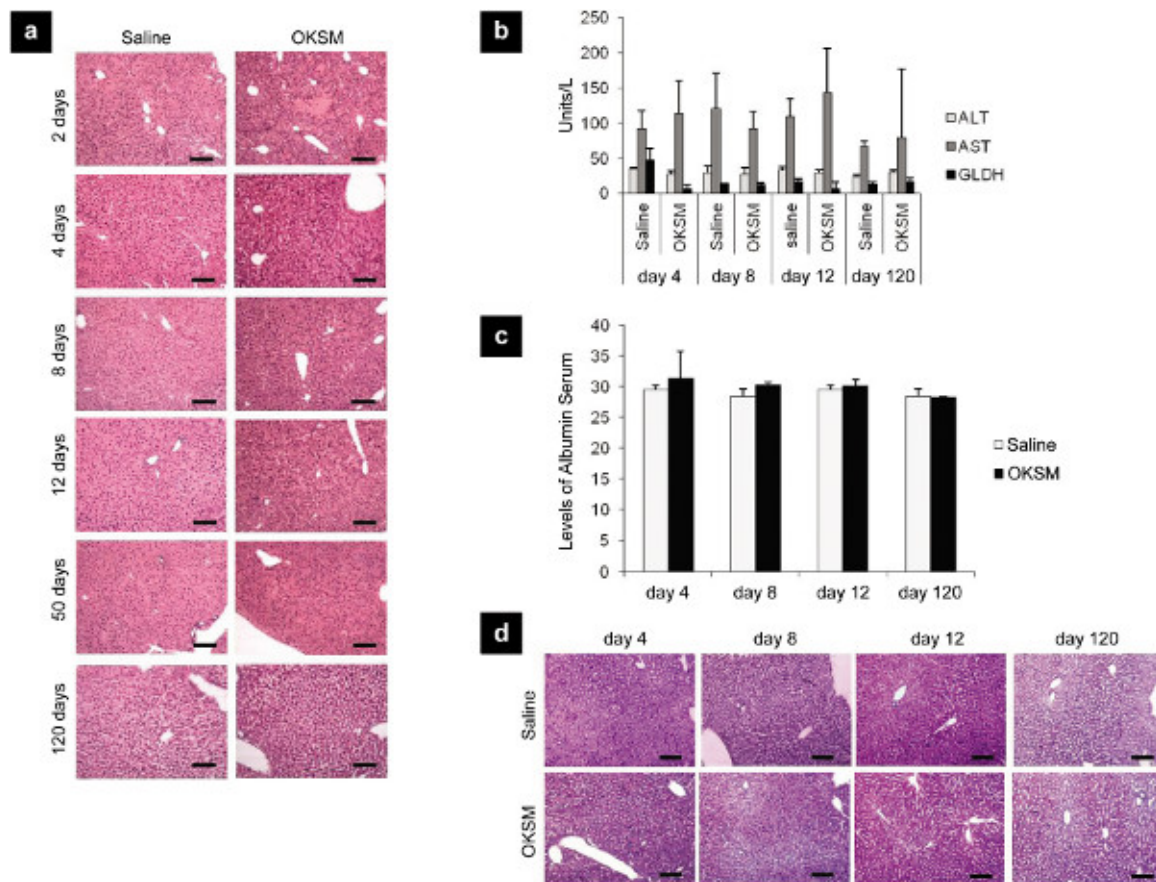 a
Saline OKSM
2 days
4 days
8 days
12 days
50 days
120 days
b
Units/L
250
200
150
100
50
0
Saline OKSM Saline OKSM saline OKSM Saline OKSM
day 4 day 8 day 12 day 120
ALT
AST
GLDH
c
Levels of Albumin Serum
40
35
30
25
20
15
10
5
0
day 4 day 8 day 12 day 120
Saline
OKSM
d
day 4 day 8 day 12 day 120
Saline
OKSM